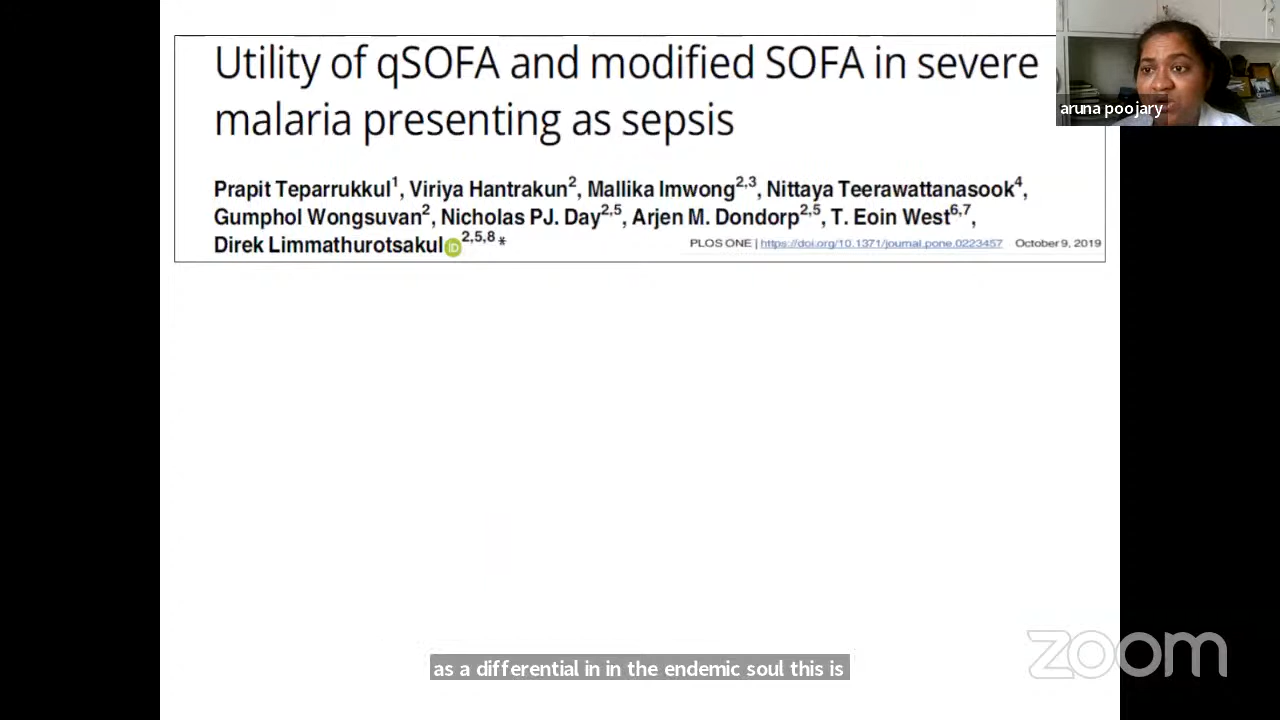 Utility of qSOFA and modified SOFA in severe
malaria presenting as sepsis
aruna poojary
Prapit Teparrukkul1, Viriya Hantrakun2, Mallika Imwong2,3, Nittaya Teerawattanasook4,
Gumphol Wongsuvan2, Nicholas PJ. Day2,5, Arjen M. Dondorp2,5, T. Eoin West6,7,
Direk Limmathurotsakul iD 2,5,8 *
PLOS ONE | https://doi.org/10.1371/journal.pone.0223457 October 9, 2019
zoom
as a differential in in the endemic soul this is